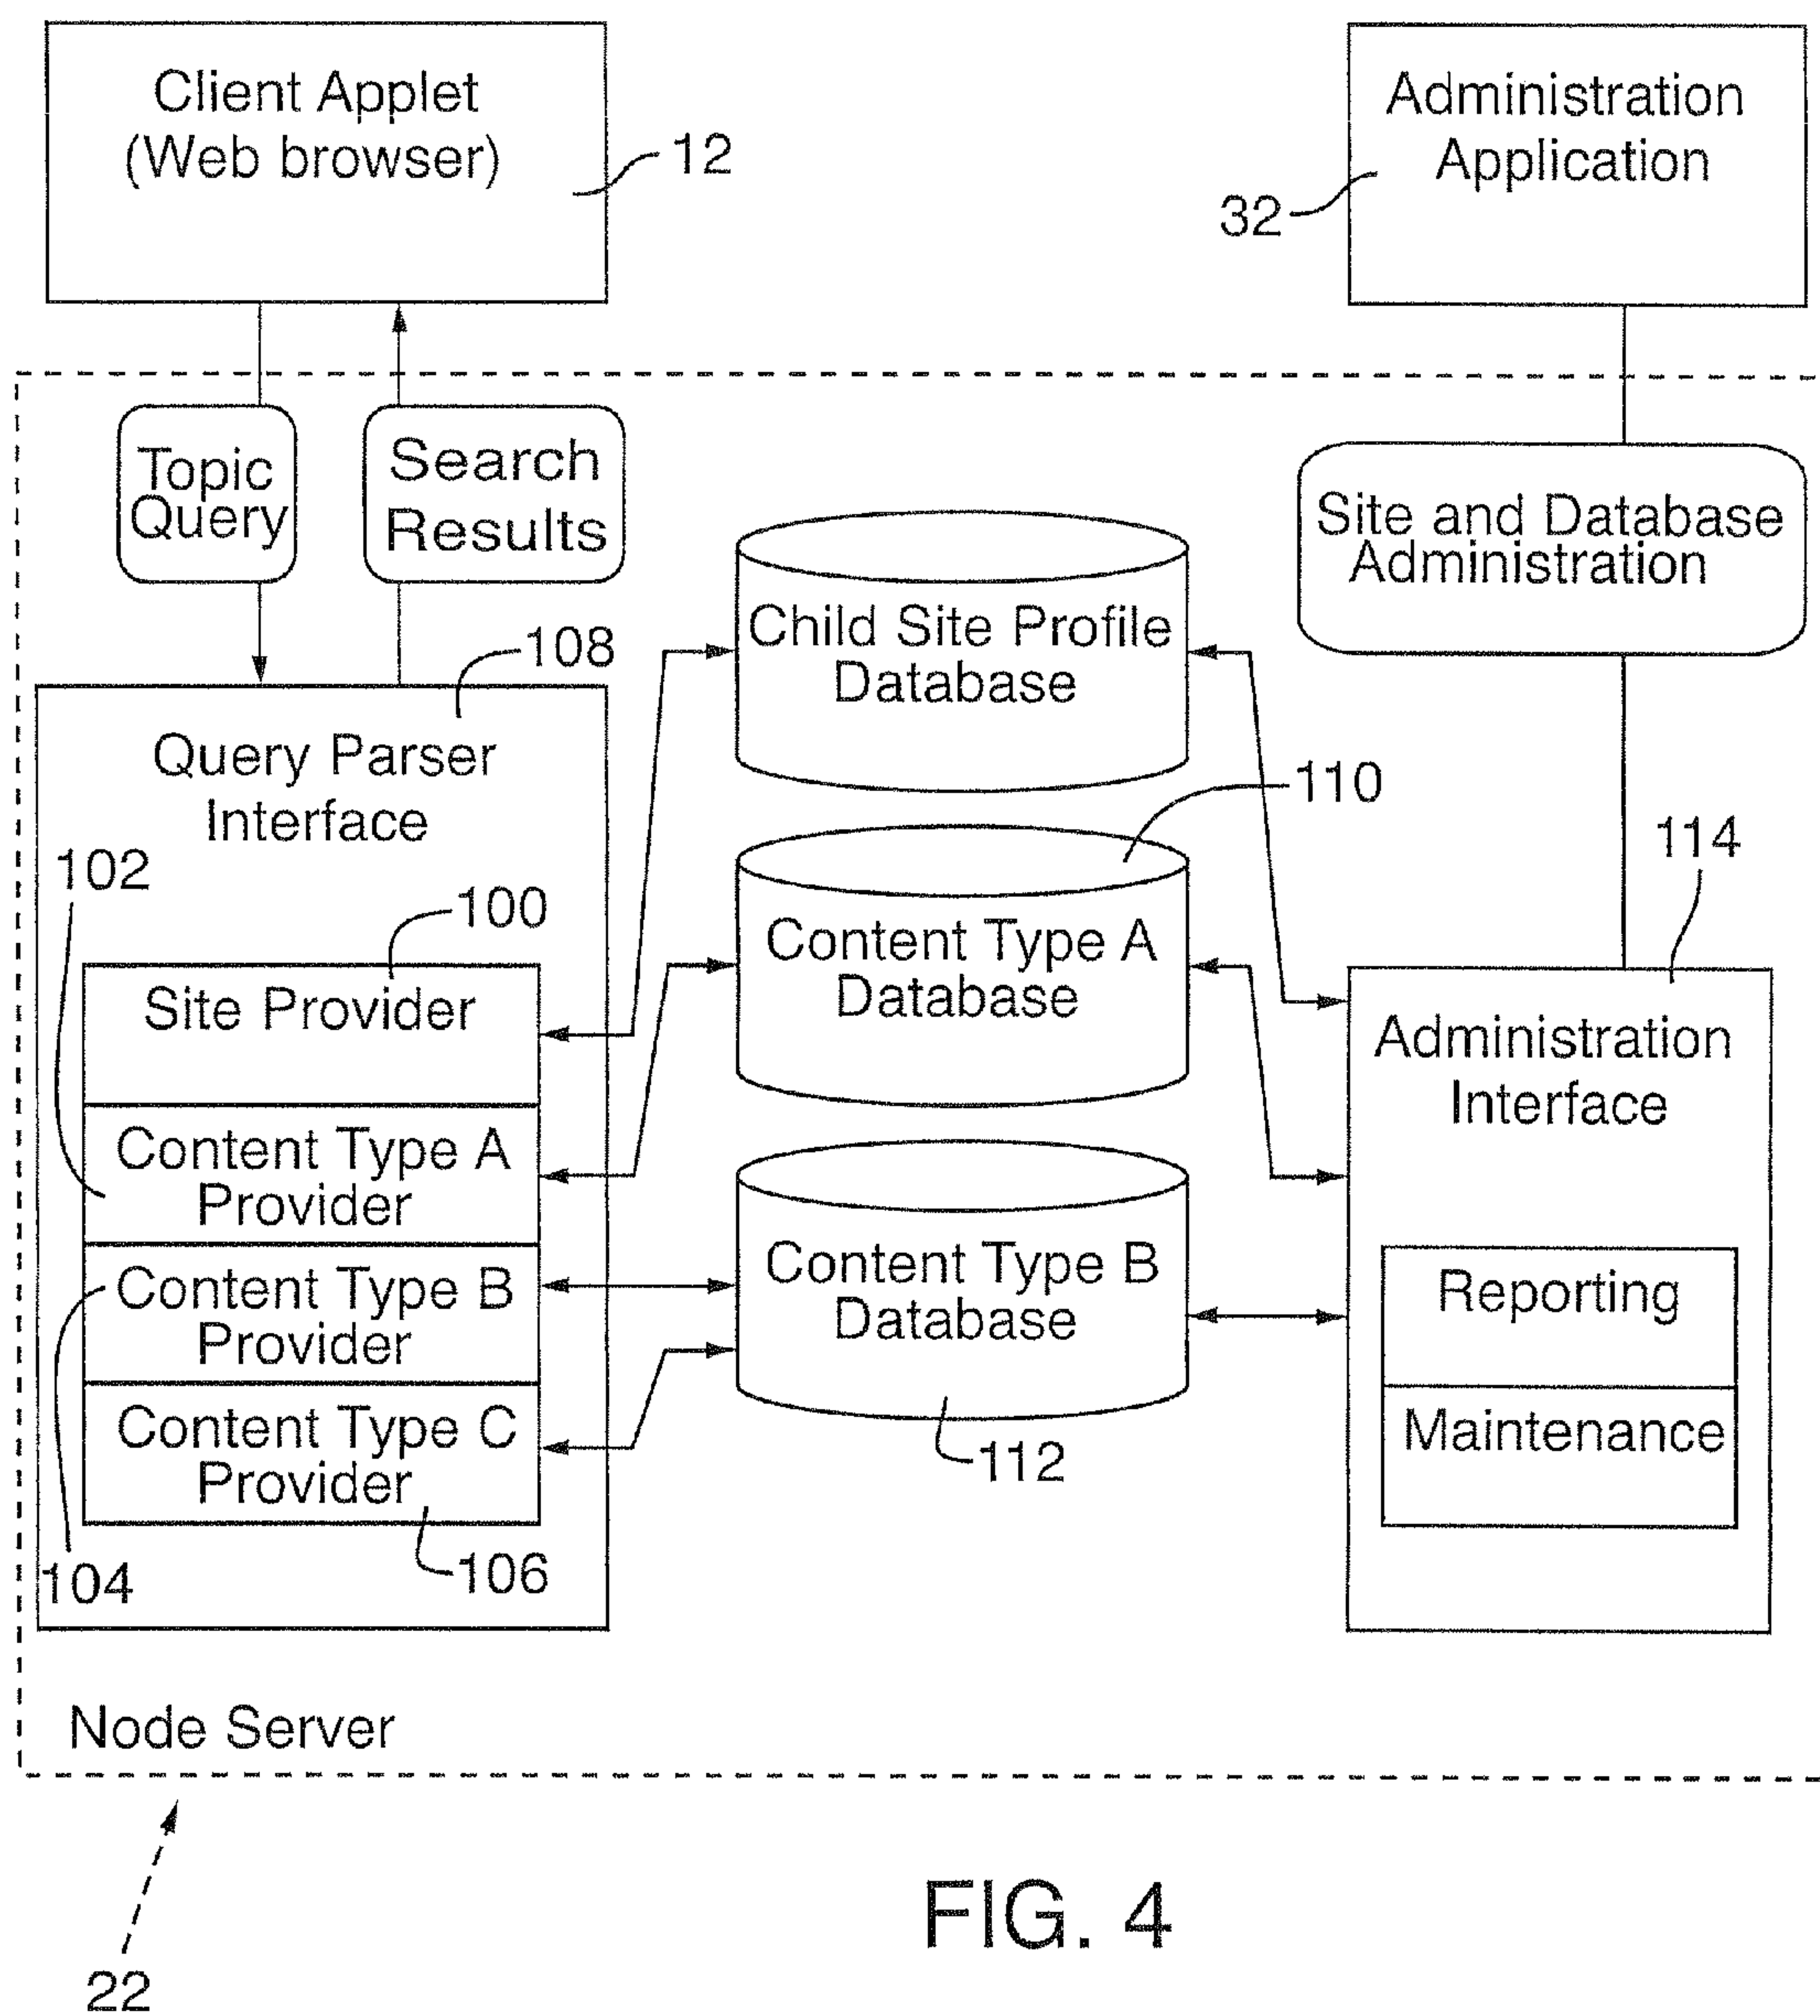 Client Applet
(Web browser)
12
Administration
Application
32
Topic
Query
Search
Results
Site and Database
Administration
Child Site Profile
Database
108
Query Parser
Interface
110
114
102
100
Content Type A
Database
Site Provider
Administration
Interface
Content Type A
Provider
Content Type B
Database
Content Type B
Provider
Reporting
Content Type C
Provider
Maintenance
112
104
106
Node Server
22
FIG. 4